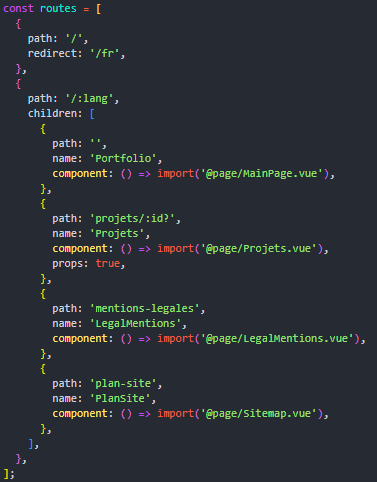 const routes = [
  {
    path: '/',
    redirect: '/fr',
  },
  {
    path: '/:lang',
    children: [
      {
        path: '',
        name: 'Portfolio',
        component: () => import('@page/MainPage.vue'),
      },
      {
        path: 'projets/:id?',
        name: 'Projets',
        component: () => import('@page/Projets.vue'),
        props: true,
      },
      {
        path: 'mentions-legales',
        name: 'LegalMentions',
        component: () => import('@page/LegalMentions.vue'),
      },
      {
        path: 'plan-site',
        name: 'PlanSite',
        component: () => import('@page/Sitemap.vue'),
      },
    ],
  },
];